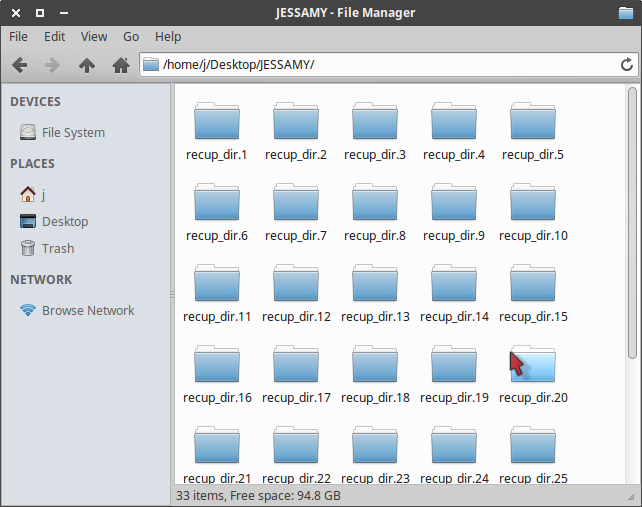 JESSAMY - File Manager
File Edit View Go Help
/home/j/Desktop/JESSAMY/
DEVICES
File System
PLACES
j
Desktop
Trash
NETWORK
Browse Network
recup_dir.1 recup_dir.2 recup_dir.3 recup_dir.4 recup_dir.5
recup_dir.6 recup_dir.7 recup_dir.8 recup_dir.9 recup_dir.10
recup_dir.11 recup_dir.12 recup_dir.13 recup_dir.14 recup_dir.15
recup_dir.16 recup_dir.17 recup_dir.18 recup_dir.19 recup_dir.20
recup_dir.21 recup_dir.22 recup_dir.23 recup_dir.24 recup_dir.25
33 items, Free space: 94.8 GB